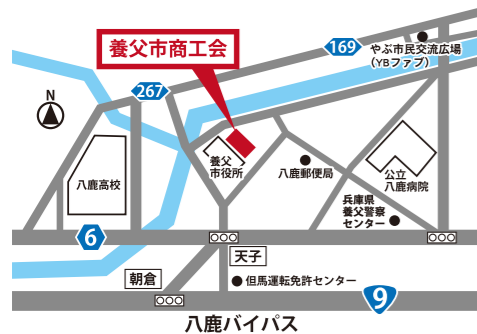 養父市商工会
169
やぶ市民交流広場
(YBファブ)
N
267
八鹿高校
養父
市役所
八鹿郵便局
公立
八鹿病院
兵庫県
養父警察
センター
6
天子
朝倉
但馬運転免許センター
9
八鹿バイパス